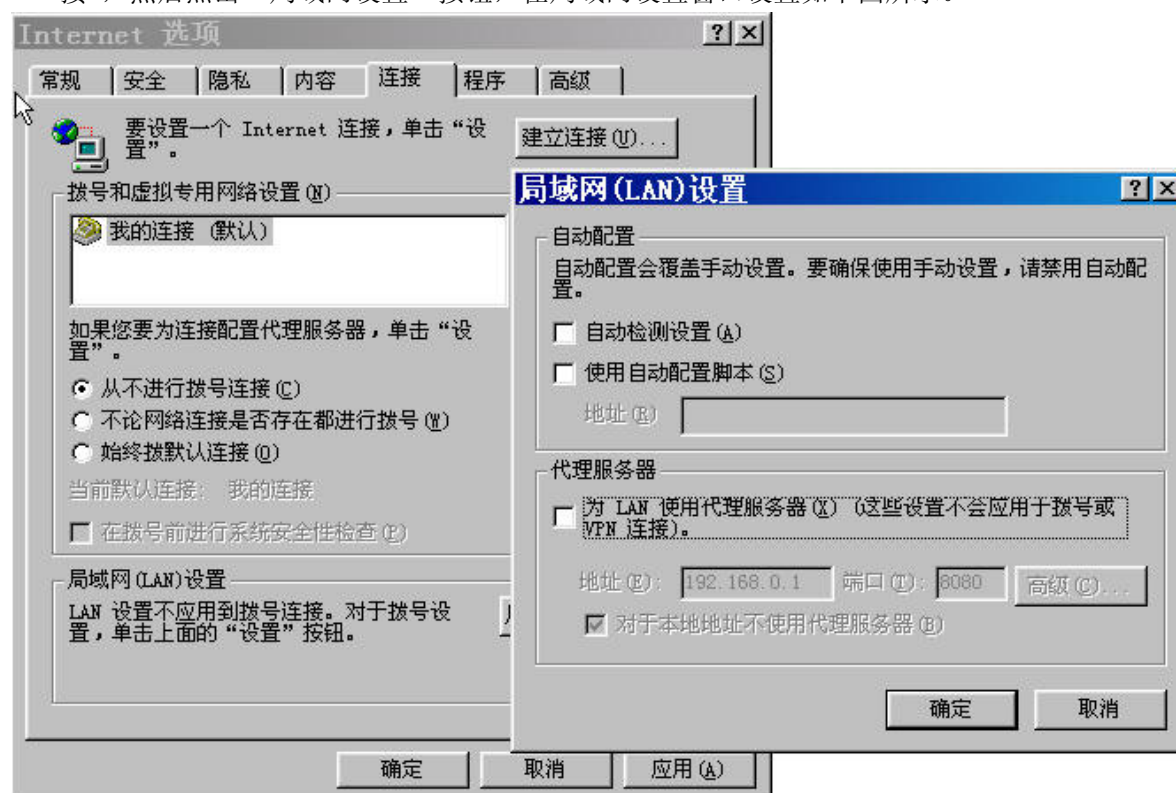 Internet 选项
常规 安全 隐私 内容 连接 程序 高级
要设置一个 Internet 连接，单击“设
置”。
建立连接(U)...
拨号和虚拟专用网络设置(N)
我的连接 (默认)
如果您要为连接配置代理服务器，单击“设
置”。
从不进行拨号连接(C)
不论网络连接是否存在都进行拨号(W)
始终拨默认连接(O)
当前默认连接: 我的连接
在拨号前进行系统安全性检查(P)
局域网(LAN)设置
LAN 设置不应用到拨号连接。对于拨号设
置，单击上面的“设置”按钮。
确定 取消 应用(A)
局域网(LAN)设置
自动配置
自动配置会覆盖手动设置。要确保使用手动设置，请禁用自动配
置。
自动检测设置(A)
使用自动配置脚本(S)
地址(R)
代理服务器
为 LAN 使用代理服务器(X) (这些设置不会应用于拨号或
VPN 连接)。
地址(E): 192.168.0.1 端口(T): 8080 高级(C)...
对于本地地址不使用代理服务器(B)
确定 取消